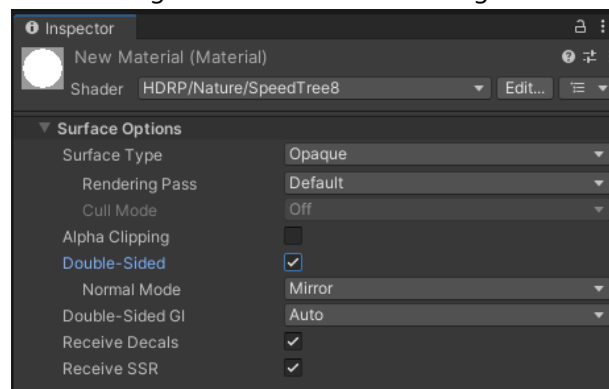 Inspector
New Material (Material)
Shader HDRP/Nature/SpeedTree8 Edit...
Surface Options
Surface Type Opaque
Rendering Pass Default
Cull Mode Off
Alpha Clipping
Double-Sided
Normal Mode Mirror
Double-Sided GI Auto
Receive Decals
Receive SSR